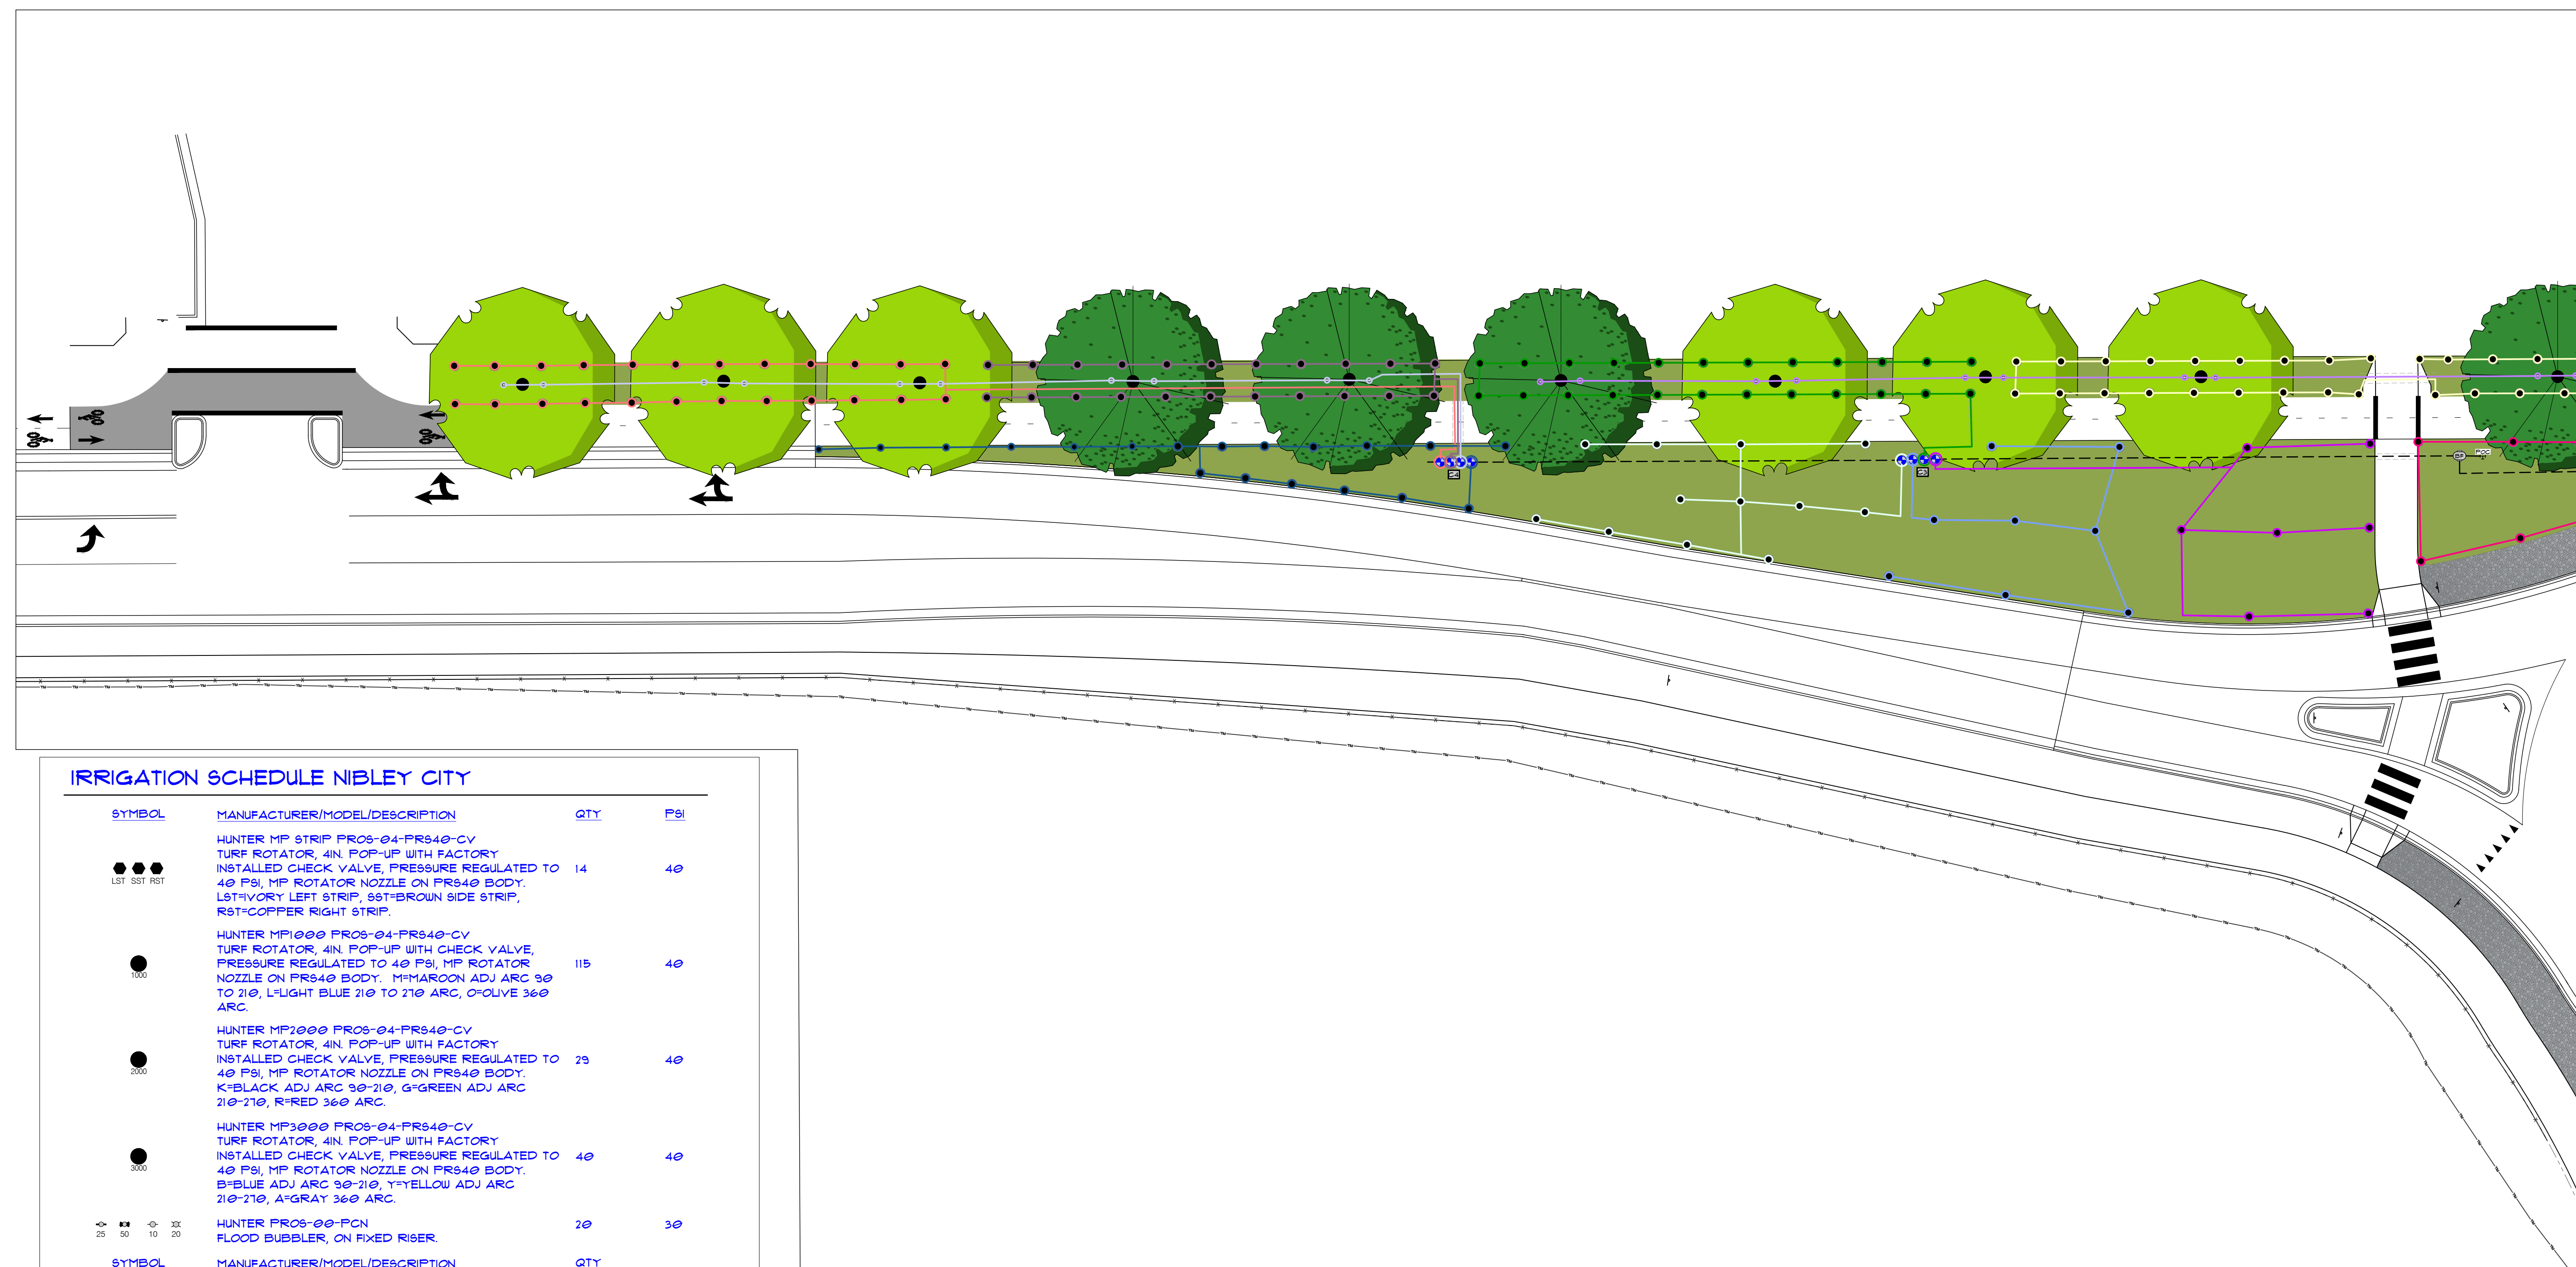 POC
BF
IRRIGATION SCHEDULE NIBLEY CITY
SYMBOL MANUFACTURER/MODEL/DESCRIPTION QTY PSI
HUNTER MP STRIP PROS-04-PRS40-CV
TURF ROTATOR, 4IN. POP-UP WITH FACTORY
INSTALLED CHECK VALVE, PRESSURE REGULATED TO 14 40
40 PSI, MP ROTATOR NOZZLE ON PRS40 BODY.
LST SST RST
LST=IVORY LEFT STRIP, SST=BROWN SIDE STRIP,
RST=COPPER RIGHT STRIP.
HUNTER MP1000 PROS-04-PRS40-CV
TURF ROTATOR, 4IN. POP-UP WITH CHECK VALVE,
PRESSURE REGULATED TO 40 PSI, MP ROTATOR 115 40
1000
NOZZLE ON PRS40 BODY. M=MAROON ADJ ARC 90
TO 210, L=LIGHT BLUE 210 TO 270 ARC, O=OLIVE 360
ARC.
HUNTER MP2000 PROS-04-PRS40-CV
TURF ROTATOR, 4IN. POP-UP WITH FACTORY
INSTALLED CHECK VALVE, PRESSURE REGULATED TO 29 40
2000
40 PSI, MP ROTATOR NOZZLE ON PRS40 BODY.
K=BLACK ADJ ARC 90-210, G=GREEN ADJ ARC
210-270, R=RED 360 ARC.
HUNTER MP3000 PROS-04-PRS40-CV
TURF ROTATOR, 4IN. POP-UP WITH FACTORY
INSTALLED CHECK VALVE, PRESSURE REGULATED TO 40 40
3000
40 PSI, MP ROTATOR NOZZLE ON PRS40 BODY.
B=BLUE ADJ ARC 90-210, Y=YELLOW ADJ ARC
210-270, A=GRAY 360 ARC.
HUNTER PROS-00-PCN 20 30
25 50 10 20
FLOOD BUBBLER, ON FIXED RISER.
SYMBOL MANUFACTURER/MODEL/DESCRIPTION QTY